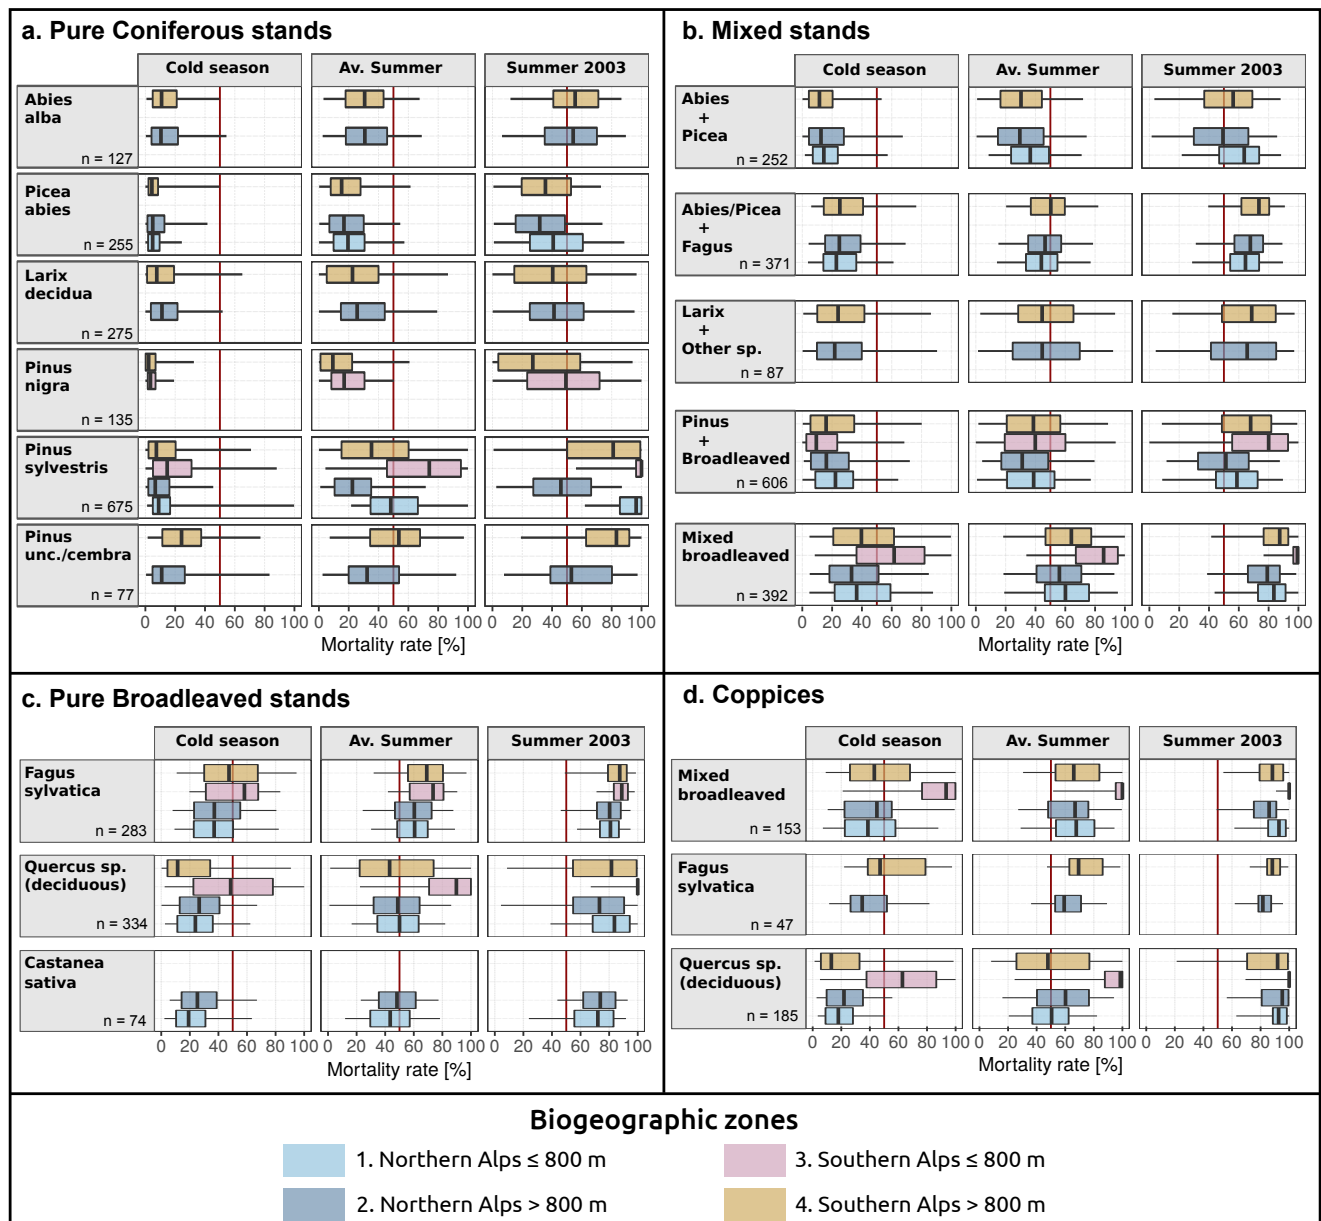 a. Pure Coniferous stands
Cold season
Av. Summer
Summer 2003
Abies
alba
n = 127
Picea
abies
n = 255
Larix
decidua
n = 275
Pinus
nigra
n = 135
Pinus
sylvestris
n = 675
Pinus
unc./cembra
n = 77
0 20 40 60 80 100 0 20 40 60 80 100 0 20 40 60 80 100
Mortality rate [%]
b. Mixed stands
Cold season
Av. Summer
Summer 2003
Abies
+
Picea
n = 252
Abies/Picea
+
Fagus
n = 371
Larix
+
Other sp.
n = 87
Pinus
+
Broadleaved
n = 606
Mixed
broadleaved
n = 392
0 20 40 60 80 100 0 20 40 60 80 100 0 20 40 60 80 100
Mortality rate [%]
c. Pure Broadleaved stands
Cold season
Av. Summer
Summer 2003
Fagus
sylvatica
n = 283
Quercus sp.
(deciduous)
n = 334
Castanea
sativa
n = 74
0 20 40 60 80 100 0 20 40 60 80 100 0 20 40 60 80 100
Mortality rate [%]
d. Coppices
Cold season
Av. Summer
Summer 2003
Mixed
broadleaved
n = 153
Fagus
sylvatica
n = 47
Quercus sp.
(deciduous)
n = 185
0 20 40 60 80 100 0 20 40 60 80 100 0 20 40 60 80 100
Mortality rate [%]
Biogeographic zones
1. Northern Alps ≤ 800 m
3. Southern Alps ≤ 800 m
2. Northern Alps > 800 m
4. Southern Alps > 800 m